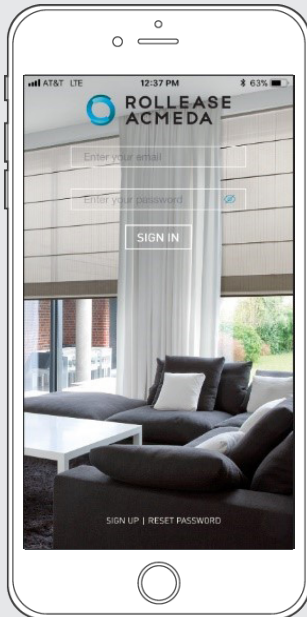 AT&T LTE 12:37 PM 63%
ROLLEASE
ACMEDA
Enter your email
Enter your password
SIGN IN
SIGN UP | RESET PASSWORD